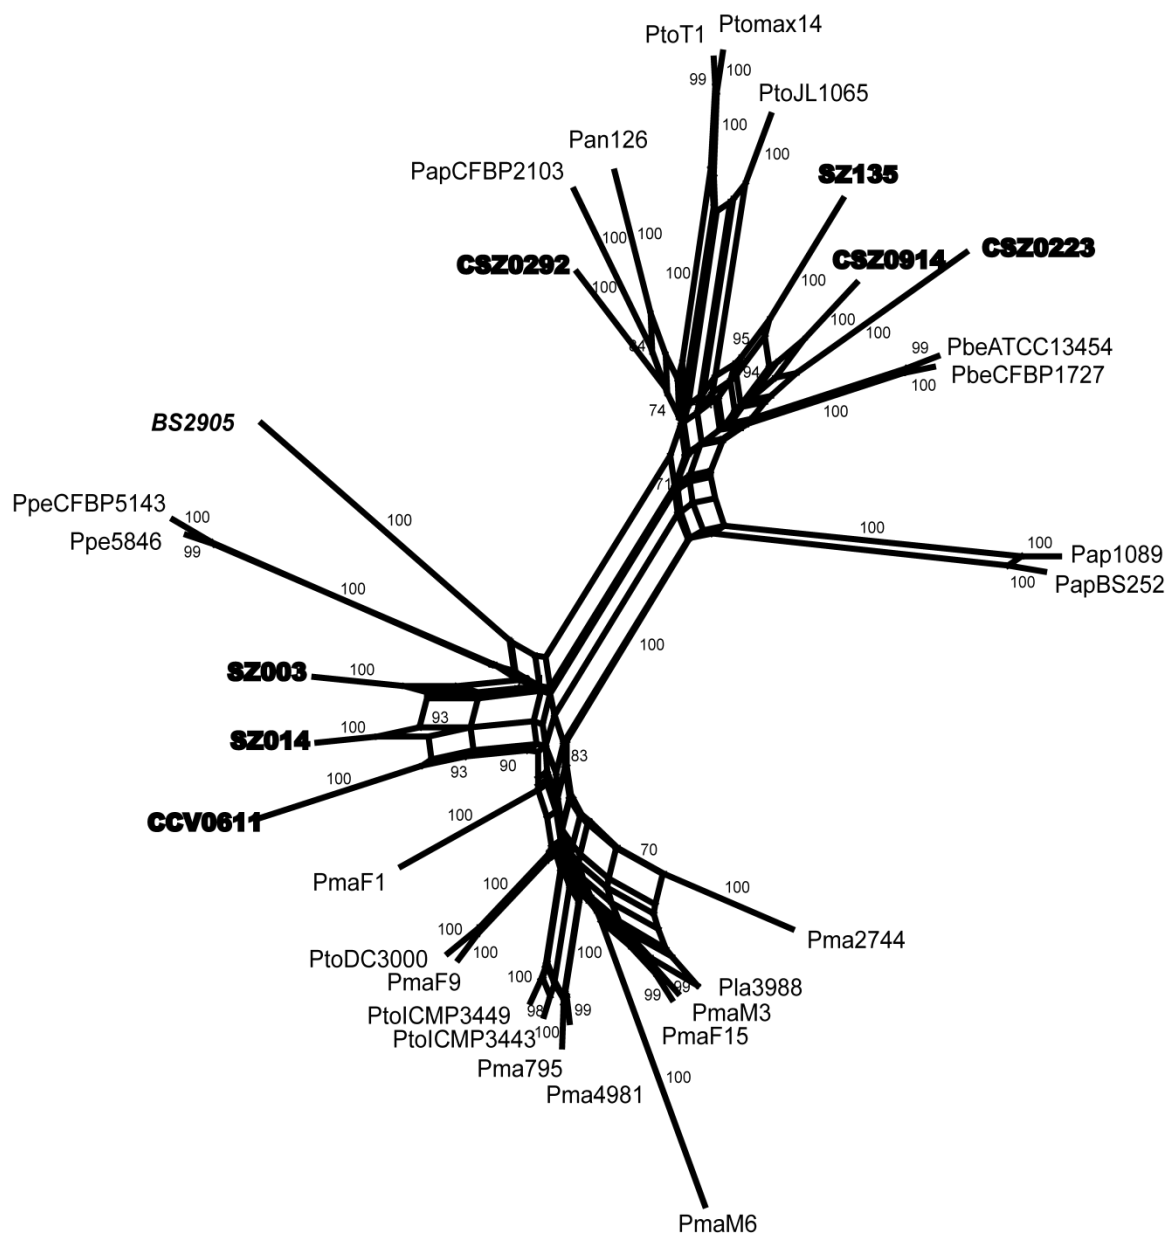 Ptomax14
PtoT1
100
99
PtoJL1065
100
Pan126
100
PapCFBP2103
SZ135
100
100
CSZ0223
CSZ0914
CSZ0292
100
100
100
100
100
95
99
PbeATCC13454
84
94
PbeCFBP1727
100
74
100
BS2905
71
PpeCFBP5143
100
100
100
100
Ppe5846
99
Pap1089
100
PapBS252
100
100
SZ003
100
93
100
SZ014
83
90
93
100
CCV0611
100
70
PmaF1
100
100
100
Pma2744
100
100
PtoDC3000
100
PmaF9
99
99
Pla3988
98
99
PmaM3
PtoICMP3449
100
PmaF15
PtoICMP3443
Pma795
100
Pma4981
PmaM6